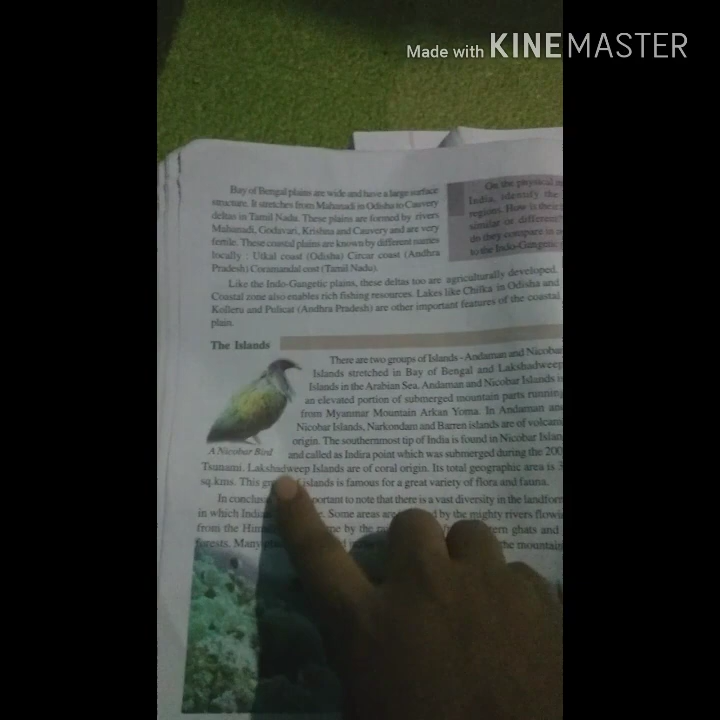 Made with KINEMASTER
Bay of Bengal plains are wide and have a large surface
structure. It stretches from Mahanadi in Odisha to Cauvery
deltas in Tamil Nadu. These plains are formed by rivers
Mahanadi, Godavari, Krishna and Cauvery and are very
fertile. These coastal plains are known by different names
locally : Utkal coast (Odisha) Circar coast (Andhra
Pradesh) Coramandal cost (Tamil Nadu).
On the physical
India, identify the
regions. How is their
similar or different
do they compare in
to the Indo-Gangetic
Like the Indo-Gangetic plains, these deltas too are agriculturally developed.
Coastal zone also enables rich fishing resources. Lakes like Chilka in Odisha and
Kolleru and Pulicat (Andhra Pradesh) are other important features of the coastal
plain.
The Islands
There are two groups of Islands - Andaman and Nicobar
Islands stretched in Bay of Bengal and Lakshadweep
Islands in the Arabian Sea. Andaman and Nicobar Islands is
an elevated portion of submerged mountain parts running
from Myanmar Mountain Arkan Yoma. In Andaman and
Nicobar Islands, Narkondam and Barren islands are of volcan
origin. The southernmost tip of India is found in Nicobar Islan
A Nicobar Bird
and called as Indira point which was submerged during the 200
Tsunami. Lakshadweep Islands are of coral origin. Its total geographic area is 3
sq.kms. This islands is famous for a great variety of flora and fauna.
In portant to note that there is a vast diversity in the landform
in which Some areas are by the mighty rivers flowi
from the me by the tern ghats and
forests. Many the mountain